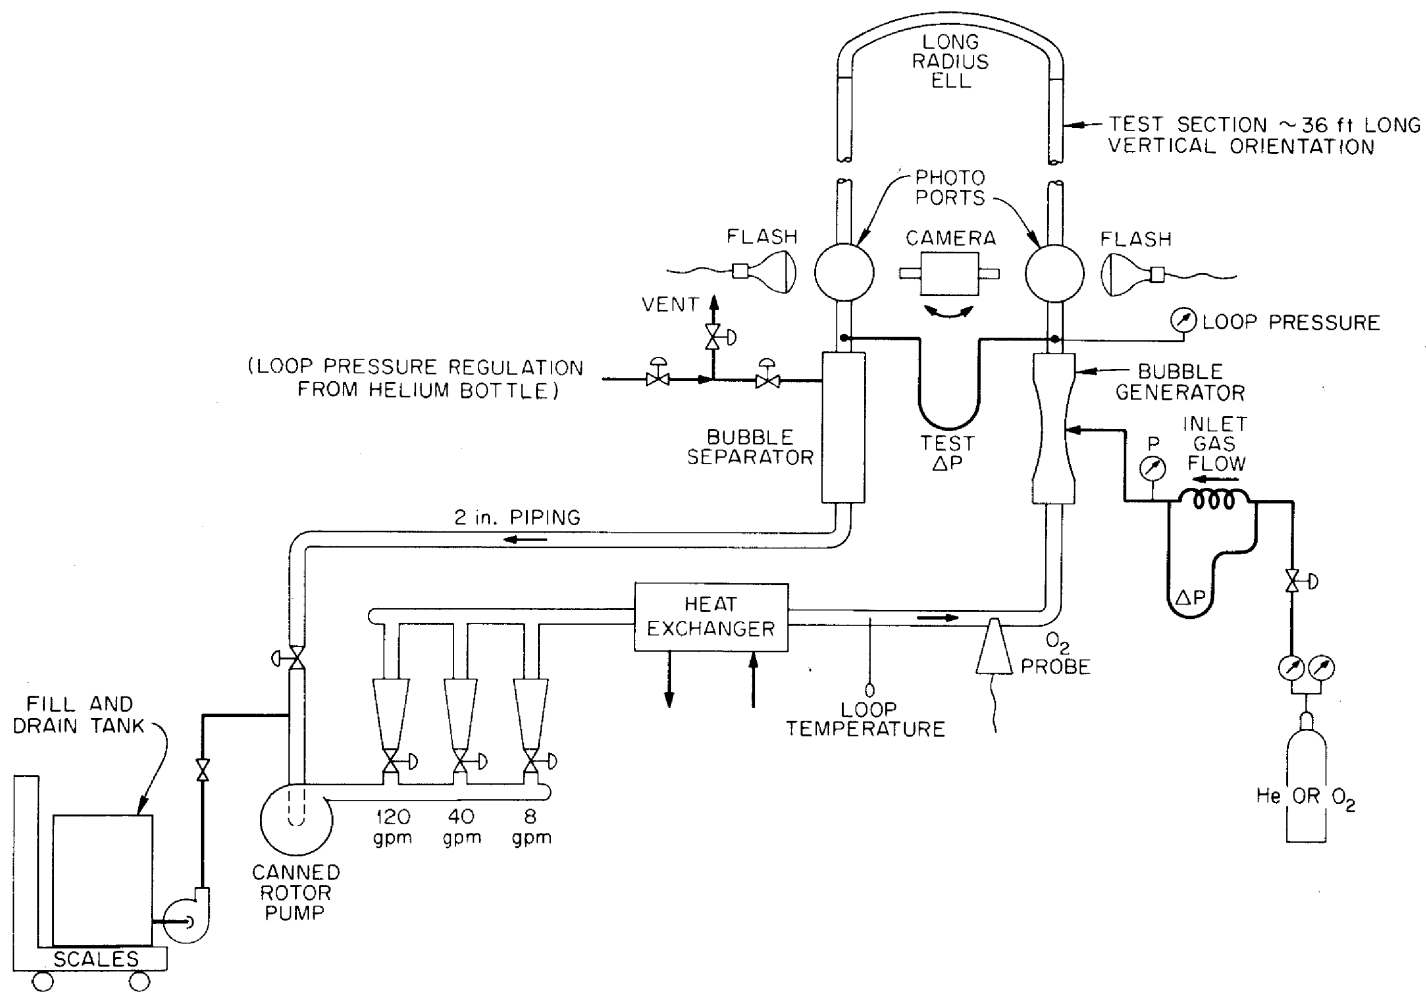 LONG
RADIUS
ELL
TEST SECTION ~36 ft LONG
VERTICAL ORIENTATION
PHOTO
PORTS
FLASH
CAMERA
FLASH
VENT
LOOP PRESSURE
(LOOP PRESSURE REGULATION
FROM HELIUM BOTTLE)
BUBBLE
GENERATOR
BUBBLE
SEPARATOR
TEST
ΔP
P
INLET
GAS
FLOW
2 in. PIPING
ΔP
HEAT
EXCHANGER
O2
PROBE
LOOP
TEMPERATURE
FILL AND
DRAIN TANK
He OR O2
120
gpm
40
gpm
8
gpm
CANNED
ROTOR
PUMP
SCALES